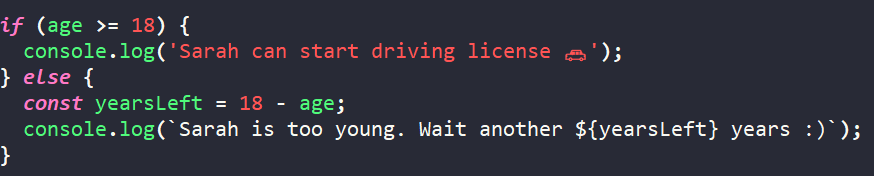 if (age >= 18) {
  console.log('Sarah can start driving license 🚗');
} else {
  const yearsLeft = 18 - age;
  console.log(`Sarah is too young. Wait another ${yearsLeft} years :)`);
}